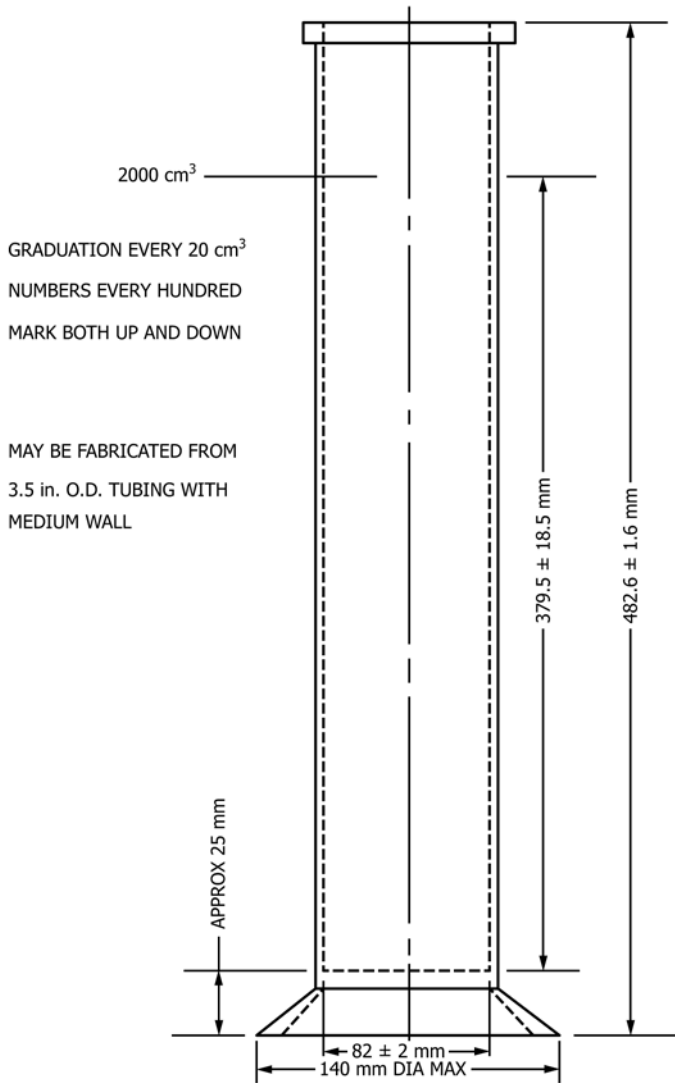 2000 cm³
GRADUATION EVERY 20 cm³
NUMBERS EVERY HUNDRED
MARK BOTH UP AND DOWN
MAY BE FABRICATED FROM
3.5 in. O.D. TUBING WITH
MEDIUM WALL
379.5 ± 18.5 mm
482.6 ± 1.6 mm
APPROX 25 mm
82 ± 2 mm
140 mm DIA MAX